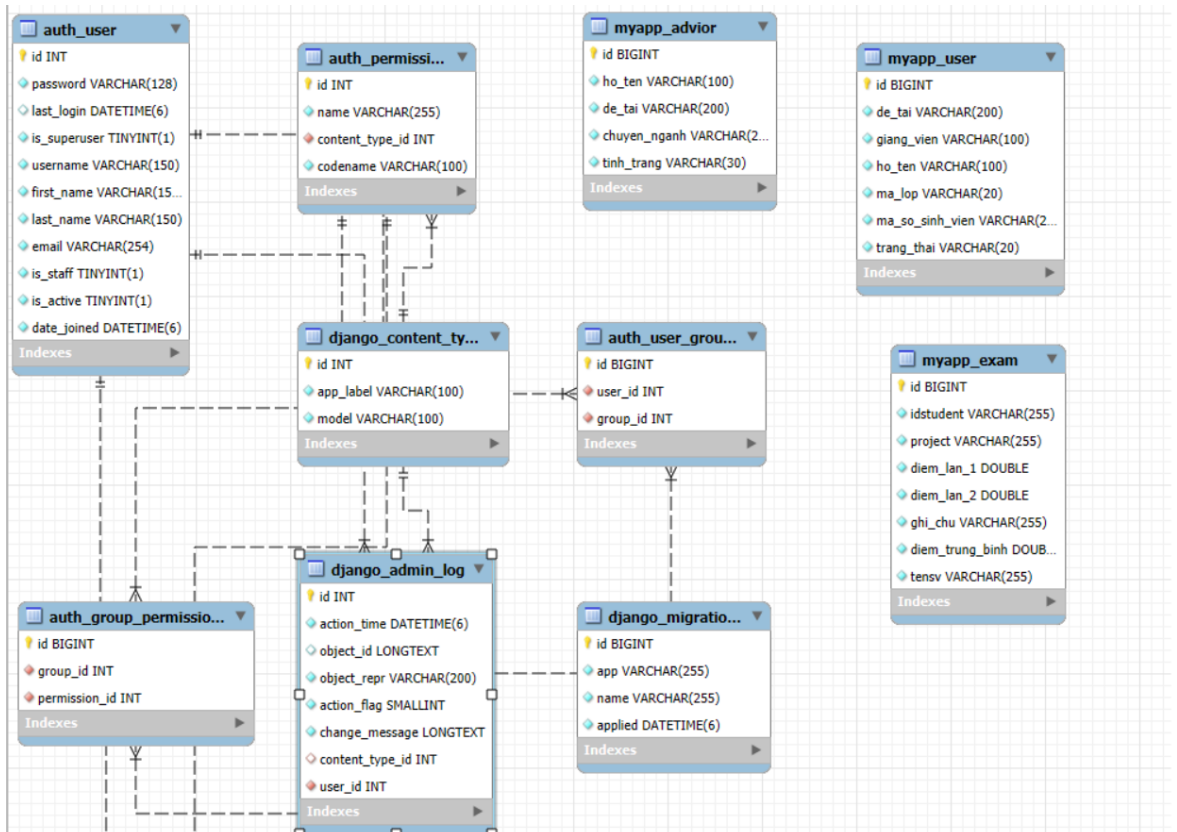 auth_user
id INT
password VARCHAR(128)
last_login DATETIME(6)
is_superuser TINYINT(1)
username VARCHAR(150)
first_name VARCHAR(15...
last_name VARCHAR(150)
email VARCHAR(254)
is_staff TINYINT(1)
is_active TINYINT(1)
date_joined DATETIME(6)
Indexes
auth_permissi...
id INT
name VARCHAR(255)
content_type_id INT
codename VARCHAR(100)
Indexes
myapp_advior
id BIGINT
ho_ten VARCHAR(100)
de_tai VARCHAR(200)
chuyen_nganh VARCHAR(2...
tinh_trang VARCHAR(30)
Indexes
myapp_user
id BIGINT
de_tai VARCHAR(200)
giang_vien VARCHAR(100)
ho_ten VARCHAR(100)
ma_lop VARCHAR(20)
ma_so_sinh_vien VARCHAR(2...
trang_thai VARCHAR(20)
Indexes
django_content_ty...
id INT
app_label VARCHAR(100)
model VARCHAR(100)
Indexes
auth_user_grou...
id BIGINT
user_id INT
group_id INT
Indexes
myapp_exam
id BIGINT
idstudent VARCHAR(255)
project VARCHAR(255)
diem_lan_1 DOUBLE
diem_lan_2 DOUBLE
ghi_chu VARCHAR(255)
diem_trung_binh DOUB...
tensv VARCHAR(255)
Indexes
auth_group_permissio...
id BIGINT
group_id INT
permission_id INT
Indexes
django_admin_log
id INT
action_time DATETIME(6)
object_id LONGTEXT
object_repr VARCHAR(200)
action_flag SMALLINT
change_message LONGTEXT
content_type_id INT
user_id INT
Indexes
django_migratio...
id BIGINT
app VARCHAR(255)
name VARCHAR(255)
applied DATETIME(6)
Indexes